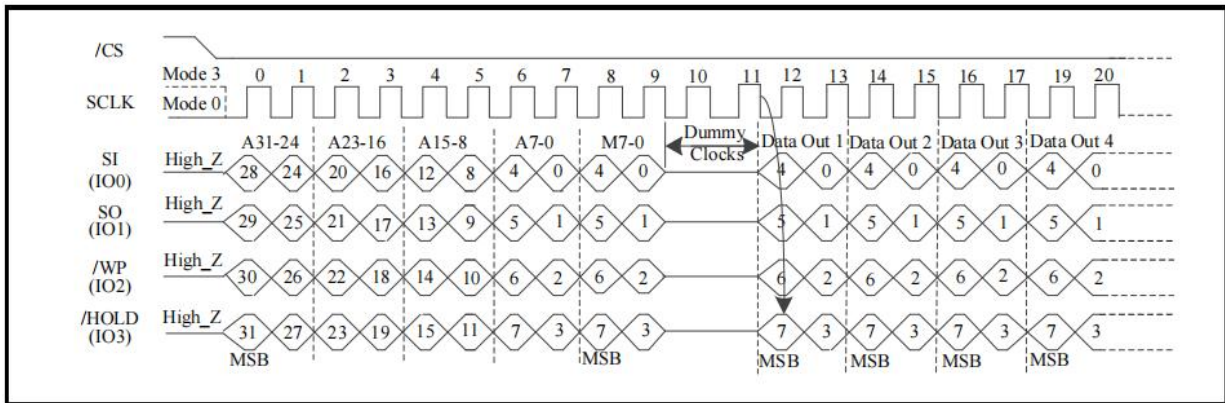 /CS
Mode 3 0 1 2 3 4 5 6 7 8 9 10 11 12 13 14 15 16 17 19 20
SCLK Mode 0
A31-24 A23-16 A15-8 A7-0 M7-0 Dummy Clocks Data Out 1 Data Out 2 Data Out 3 Data Out 4
SI (IO0) High_Z 28 24 20 16 12 8 4 0 4 0 4 0 4 0 4 0 4 0
SO (IO1) High_Z 29 25 21 17 13 9 5 1 5 1 5 1 5 1 5 1 5 1
/WP (IO2) High_Z 30 26 22 18 14 10 6 2 6 2 6 2 6 2 6 2 6 2
/HOLD (IO3) High_Z 31 27 23 19 15 11 7 3 7 3 7 3 7 3 7 3 7 3
MSB MSB MSB MSB MSB MSB